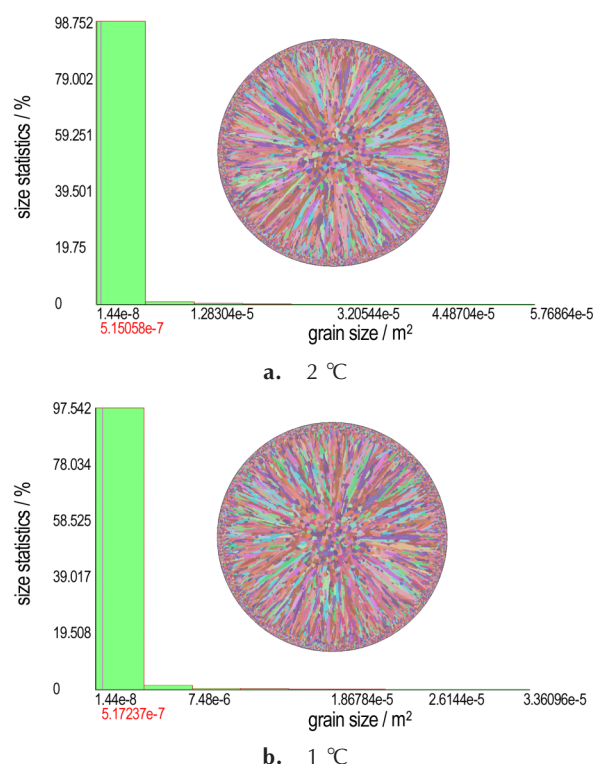 98.752
79.002
59.251
39.501
19.75
0
size statistics / %
1.44e-8 1.28304e-5 3.20544e-5 4.48704e-5 5.76864e-5
5.15058e-7
grain size / m²
a. 2 ℃
97.542
78.034
58.525
39.017
19.508
0
size statistics / %
1.44e-8 7.48e-6 1.86784e-5 2.6144e-5 3.36096e-5
5.17237e-7
grain size / m²
b. 1 ℃